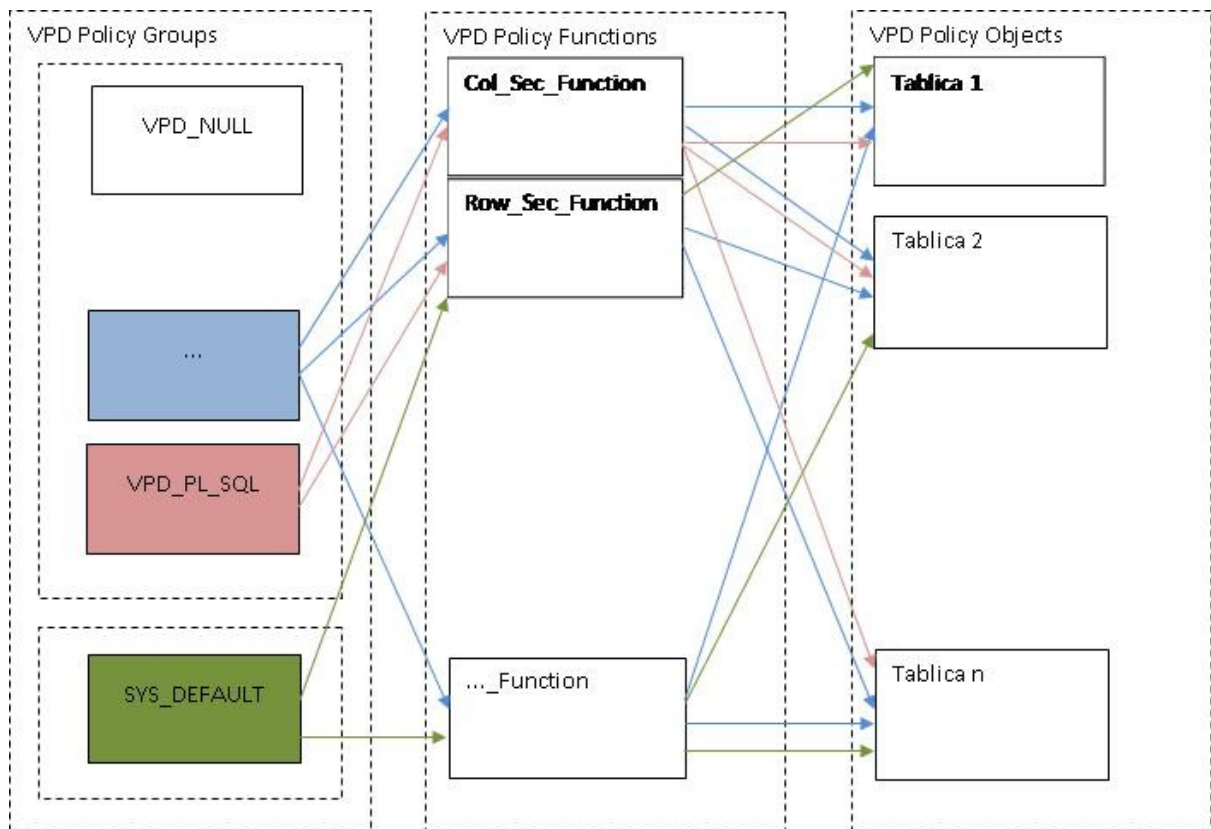 VPD Policy Groups
VPD_NULL
...
VPD_PL_SQL
SYS_DEFAULT
VPD Policy Functions
Col_Sec_Function
Row_Sec_Function
..._Function
VPD Policy Objects
Tablica 1
Tablica 2
Tablica n